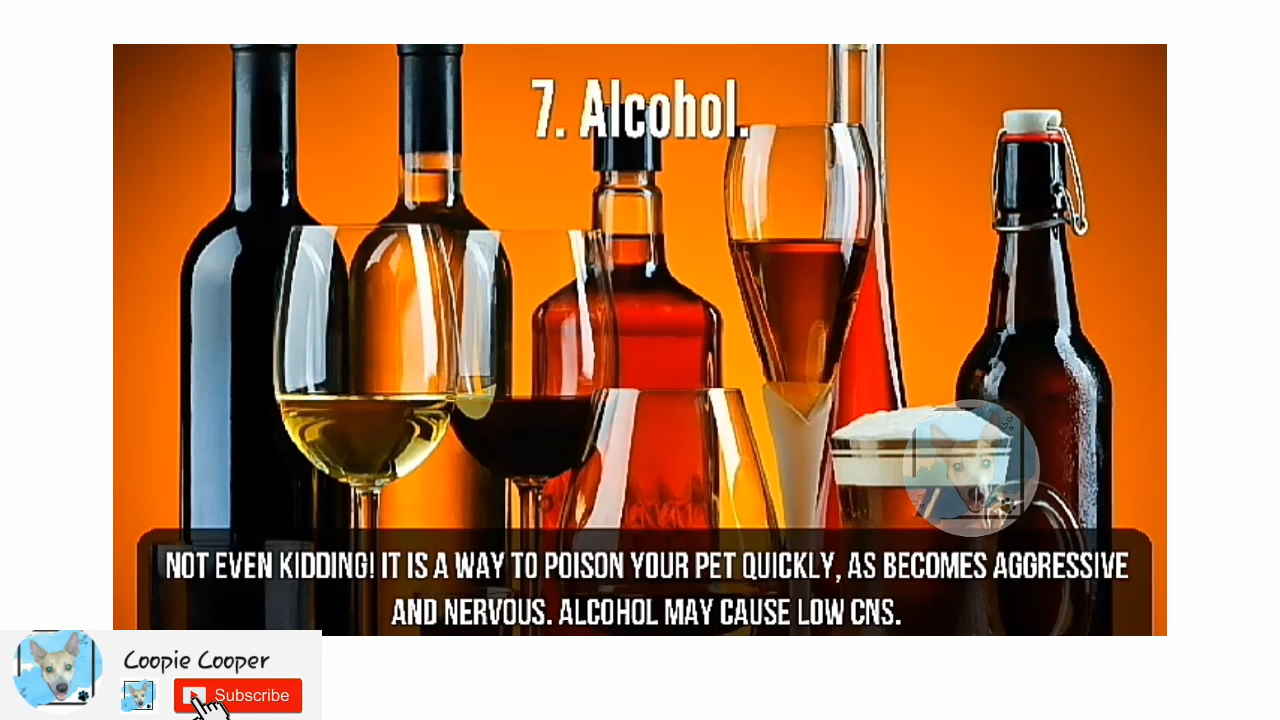 7. Alcohol.
NOT EVEN KIDDING! IT IS A WAY TO POISON YOUR PET QUICKLY, AS BECOMES AGGRESSIVE
AND NERVOUS. ALCOHOL MAY CAUSE LOW CNS.
Coopie Cooper
Subscribe